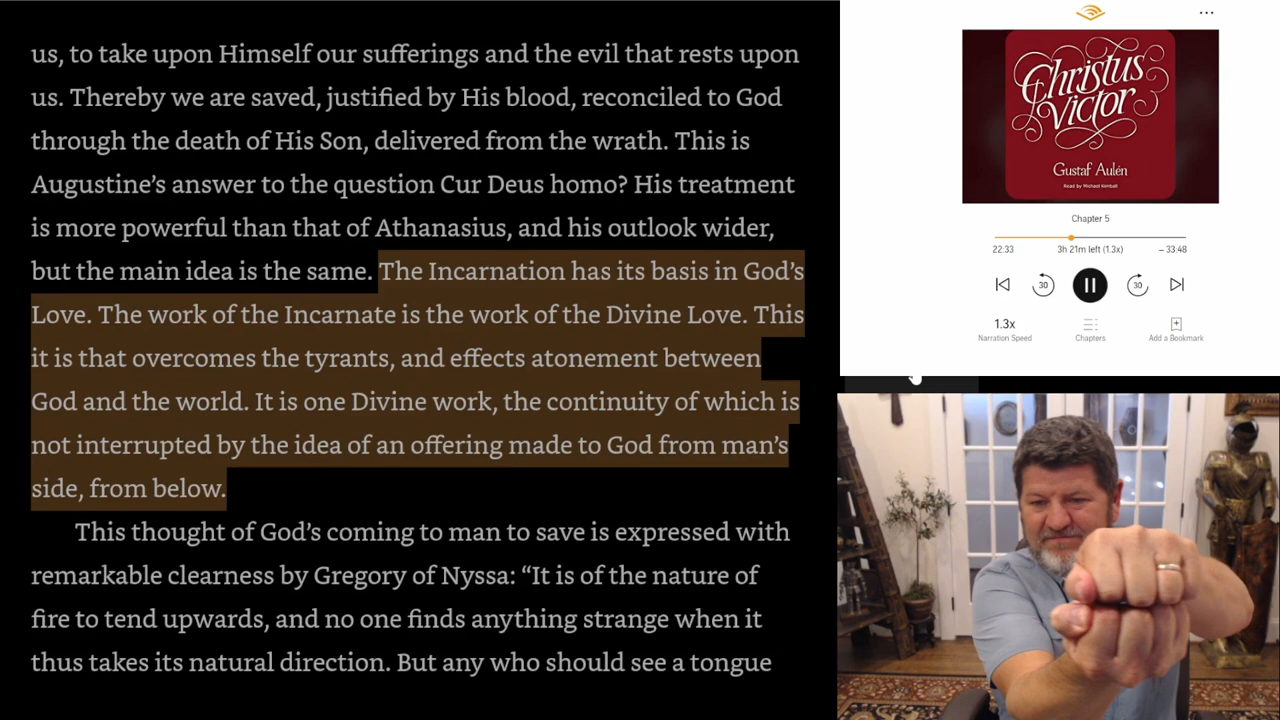 us, to take upon Himself our sufferings and the evil that rests upon
us. Thereby we are saved, justified by His blood, reconciled to God
through the death of His Son, delivered from the wrath. This is
Augustine’s answer to the question Cur Deus homo? His treatment
is more powerful than that of Athanasius, and his outlook wider,
but the main idea is the same. The Incarnation has its basis in God’s
Love. The work of the Incarnate is the work of the Divine Love. This
it is that overcomes the tyrants, and effects atonement between
God and the world. It is one Divine work, the continuity of which is
not interrupted by the idea of an offering made to God from man’s
side, from below.
This thought of God’s coming to man to save is expressed with
remarkable clearness by Gregory of Nyssa: “It is of the nature of
fire to tend upwards, and no one finds anything strange when it
thus takes its natural direction. But any who should see a tongue
Christus
Victor
Gustaf Aulén
Read by Michael Kimball
Chapter 5
22:33 3h 21m left (1.3x) – 33:48
30 30
1.3x
Narration Speed Chapters Add a Bookmark